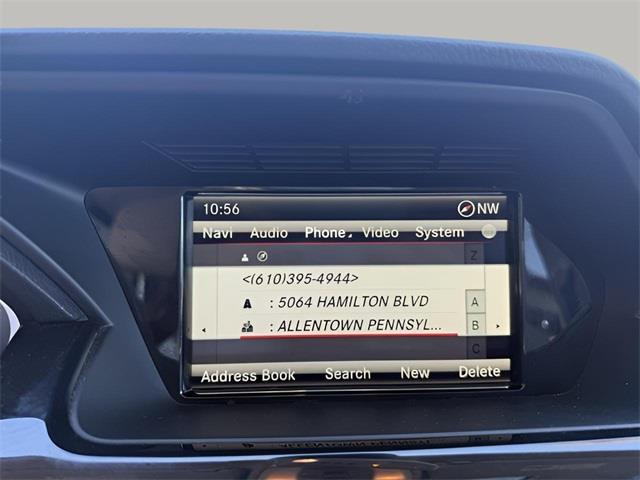 10:56 NW
Navi Audio Phone Video System
Z
<(610)395-4944>
A : 5064 HAMILTON BLVD A
: ALLENTOWN PENNSYL... B
C
Address Book Search New Delete